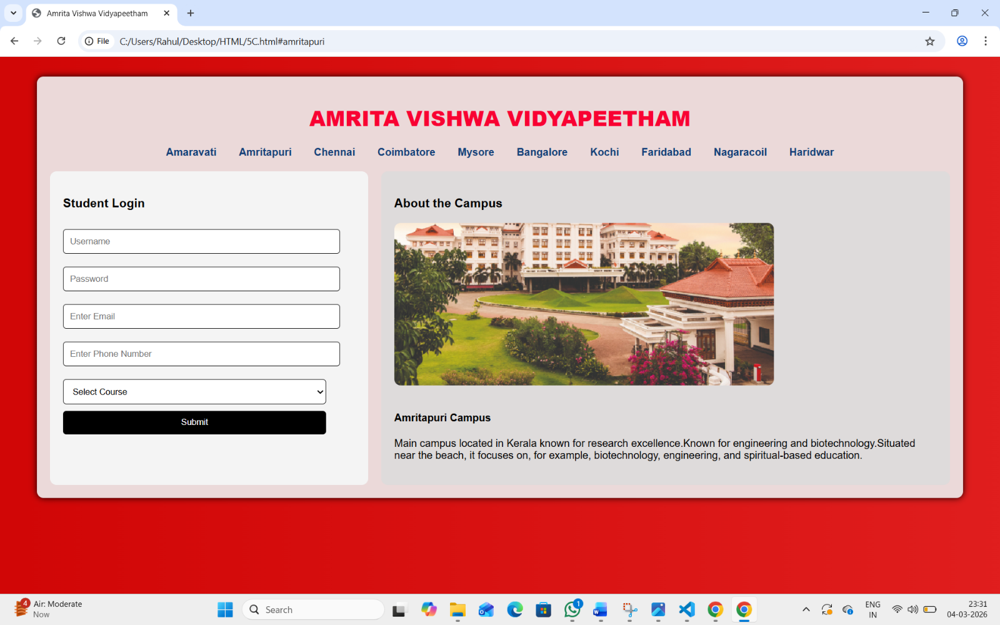 Amrita Vishwa Vidyapeetham
File C:/Users/Rahul/Desktop/HTML/5C.html#amritapuri
AMRITA VISHWA VIDYAPEETHAM
Amaravati Amritapuri Chennai Coimbatore Mysore Bangalore Kochi Faridabad Nagaracoil Haridwar
Student Login
Username
Password
Enter Email
Enter Phone Number
Select Course
Submit
About the Campus
Amritapuri Campus
Main campus located in Kerala known for research excellence.Known for engineering and biotechnology.Situated
near the beach, it focuses on, for example, biotechnology, engineering, and spiritual-based education.
4
Air: Moderate
Now
Search
1
ENG
IN
23:31
04-03-2026